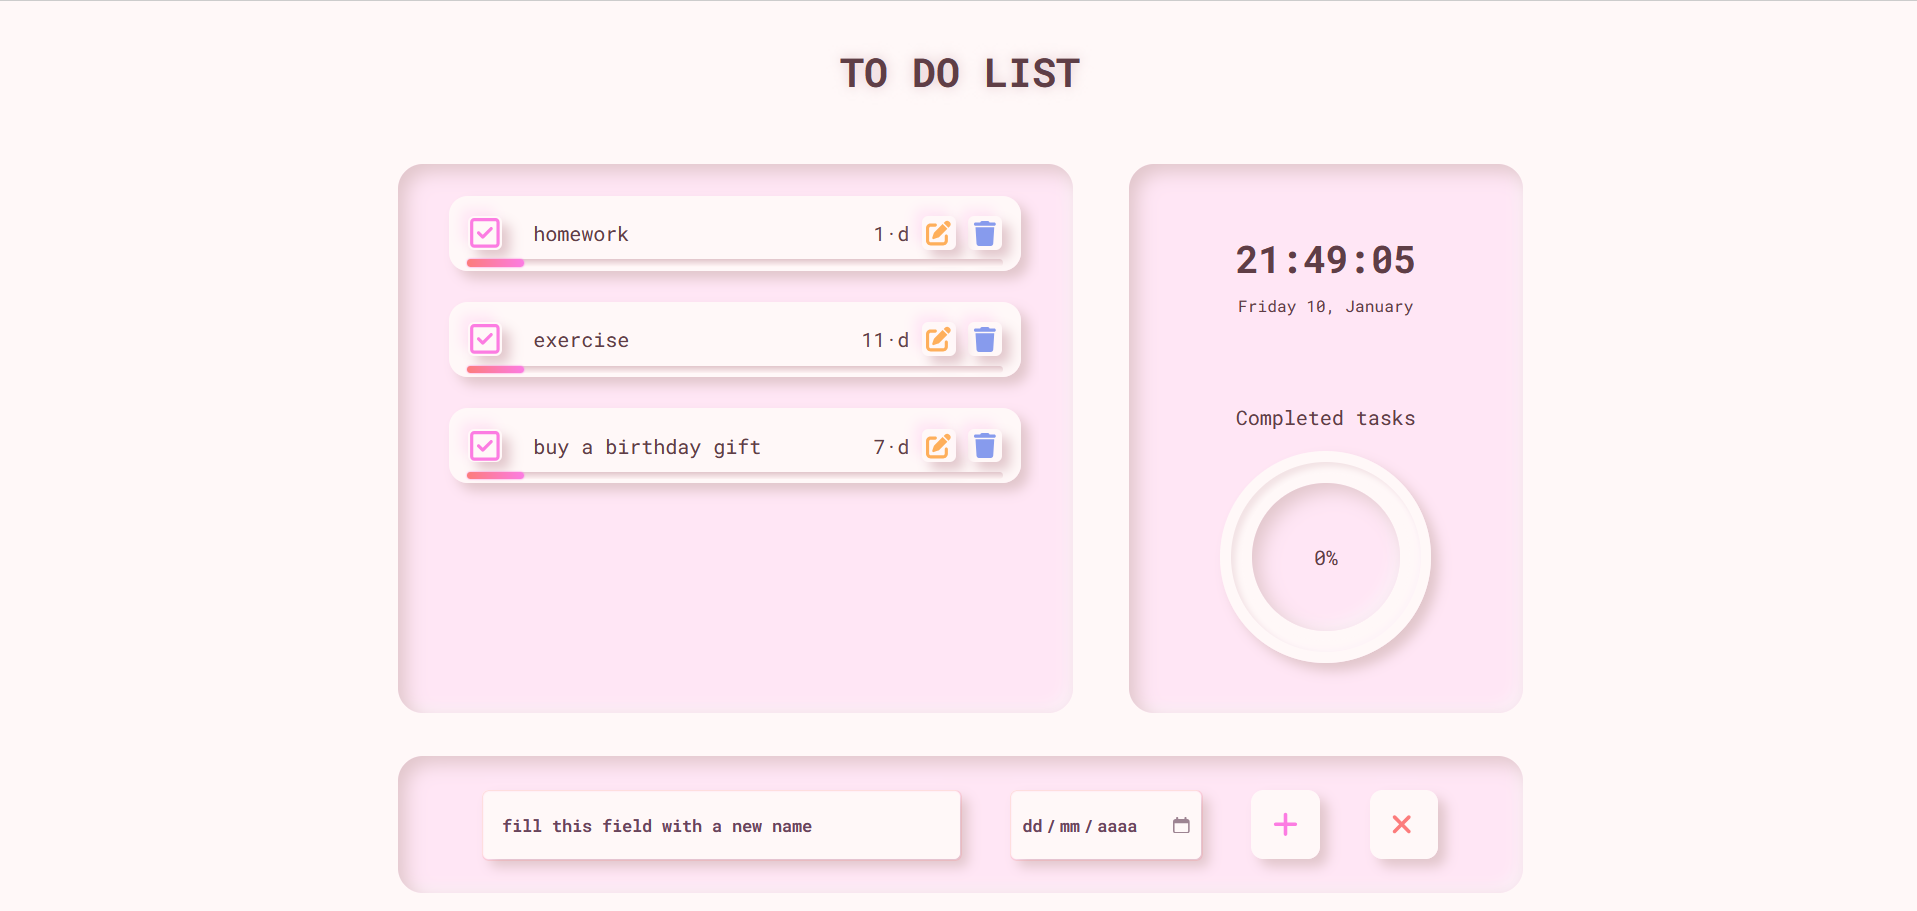 TO DO LIST
homework 1·d
exercise 11·d
buy a birthday gift 7·d
21:49:05
Friday 10, January
Completed tasks
0%
fill this field with a new name
dd/mm/aaaa